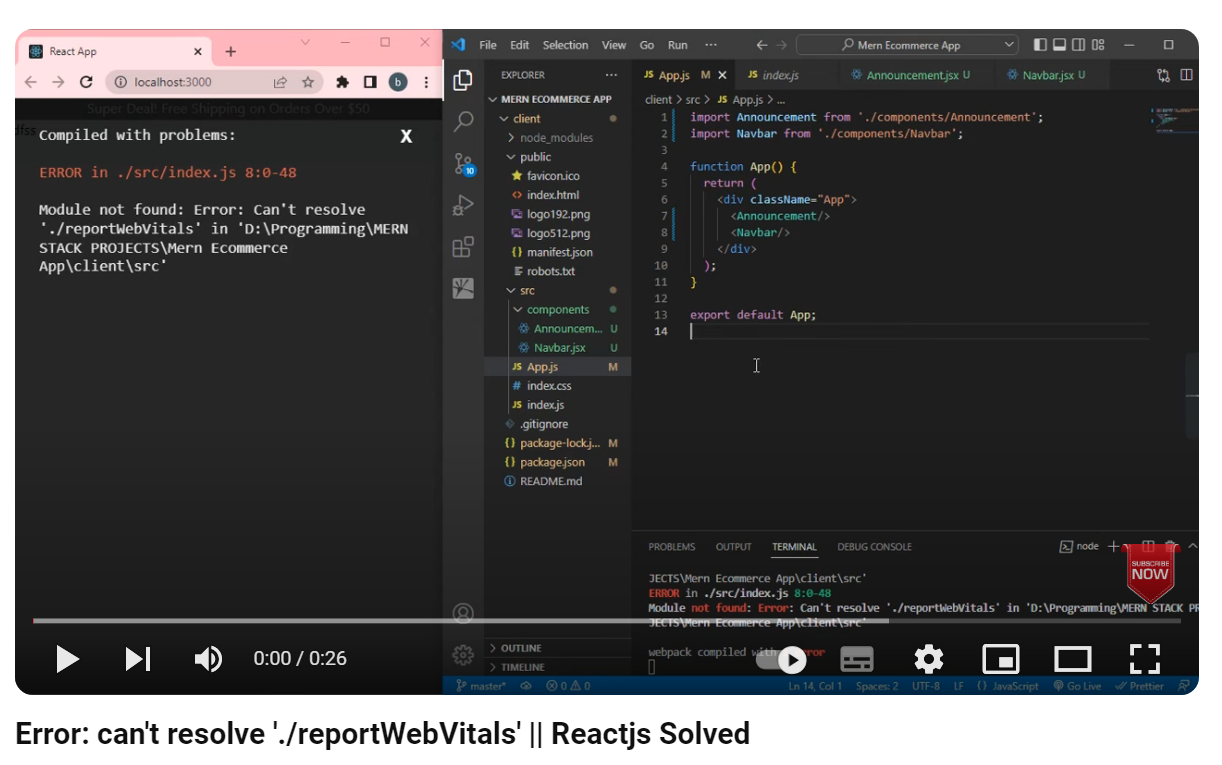 React App
localhost:3000
b
Super Deal! Free Shipping on Orders Over $50
Compiled with problems:
X
ERROR in ./src/index.js 8:0-48
Module not found: Error: Can't resolve
'./reportWebVitals' in 'D:\Programming\MERN
STACK PROJECTS\Mern Ecommerce
App\client\src'
File Edit Selection View Go Run ···
Mern Ecommerce App
EXPLORER ···
MERN ECOMMERCE APP
client
node_modules
public
favicon.ico
index.html
logo192.png
logo512.png
manifest.json
robots.txt
src
components
Announcem... U
Navbar.jsx U
JS App.js M
# index.css
JS index.js
.gitignore
{} package-lock.j... M
{} package.json M
README.md
OUTLINE
TIMELINE
JS App.js M JS index.js Announcement.jsx U Navbar.jsx U
client > src > JS App.js > ...
1 import Announcement from './components/Announcement';
2 import Navbar from './components/Navbar';
3
4 function App() {
5 return (
6 <div className="App">
7 <Announcement/>
8 <Navbar/>
9 </div>
10 );
11 }
12
13 export default App;
14
PROBLEMS OUTPUT TERMINAL DEBUG CONSOLE
node
JECTS\Mern Ecommerce App\client\src'
ERROR in ./src/index.js 8:0-48
Module not found: Error: Can't resolve './reportWebVitals' in 'D:\Programming\MERN STACK PR
JECTS\Mern Ecommerce App\client\src'
webpack compiled with error
SUBSCRIBE
NOW
10
0:00 / 0:26
master* 0 0
Ln 14, Col 1 Spaces: 2 UTF-8 LF {} JavaScript Go Live Prettier
Error: can't resolve './reportWebVitals' || Reactjs Solved